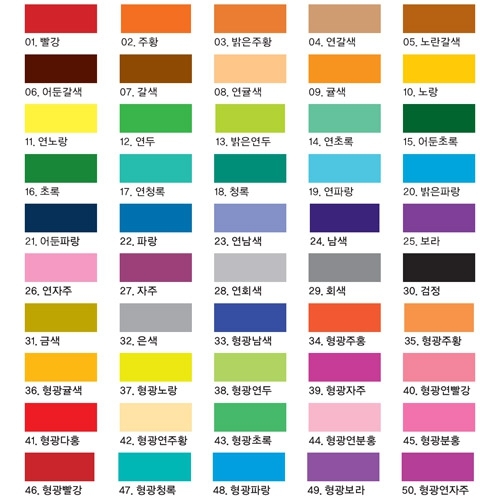 01. 빨강 02. 주황 03. 밝은주황 04. 연갈색 05. 노란갈색
06. 어둔갈색 07. 갈색 08. 연귤색 09. 귤색 10. 노랑
11. 연노랑 12. 연두 13. 밝은연두 14. 연초록 15. 어둔초록
16. 초록 17. 연청록 18. 청록 19. 연파랑 20. 밝은파랑
21. 어둔파랑 22. 파랑 23. 연남색 24. 남색 25. 보라
26. 연자주 27. 자주 28. 연회색 29. 회색 30. 검정
31. 금색 32. 은색 33. 형광남색 34. 형광주홍 35. 형광주황
36. 형광귤색 37. 형광노랑 38. 형광연두 39. 형광자주 40. 형광연빨강
41. 형광다홍 42. 형광연주황 43. 형광초록 44. 형광연분홍 45. 형광분홍
46. 형광빨강 47. 형광청록 48. 형광파랑 49. 형광보라 50. 형광연자주